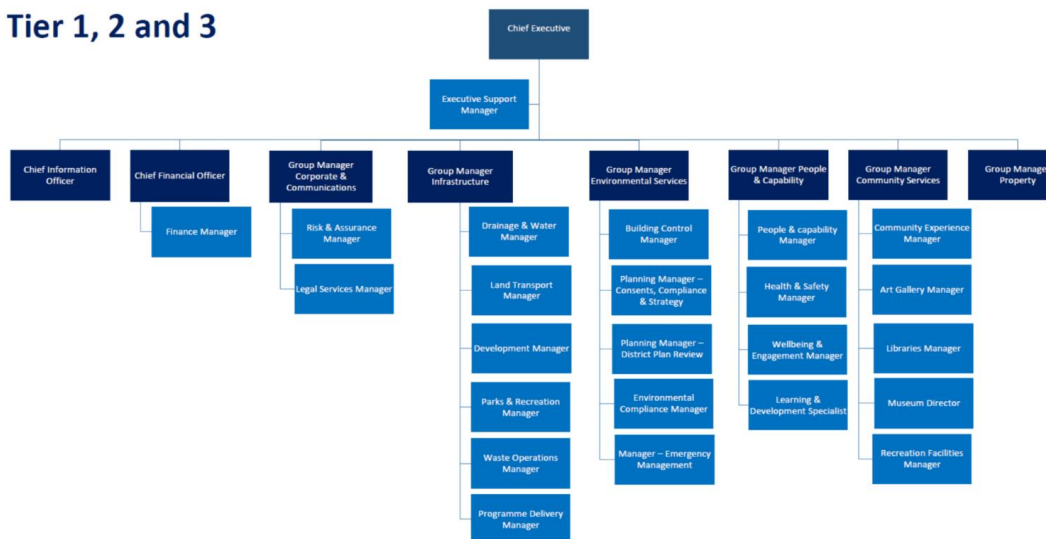 Tier 1, 2 and 3
Chief Executive
Executive Support
Manager
Chief Information
Officer
Chief Financial Officer
Group Manager
Corporate &
Communications
Group Manager
Infrastructure
Group Manager
Environmental Services
Group Manager People
& Capability
Group Manager
Community Services
Group Manage
Property
Finance Manager
Risk & Assurance
Manager
Legal Services Manager
Drainage & Water
Manager
Land Transport
Manager
Development Manager
Parks & Recreation
Manager
Waste Operations
Manager
Programme Delivery
Manager
Building Control
Manager
Planning Manager –
Consents, Compliance
& Strategy
Planning Manager –
District Plan Review
Environmental
Compliance Manager
Manager – Emergency
Management
People & capability
Manager
Health & Safety
Manager
Wellbeing &
Engagement Manager
Learning &
Development Specialist
Community Experience
Manager
Art Gallery Manager
Libraries Manager
Museum Director
Recreation Facilities
Manager